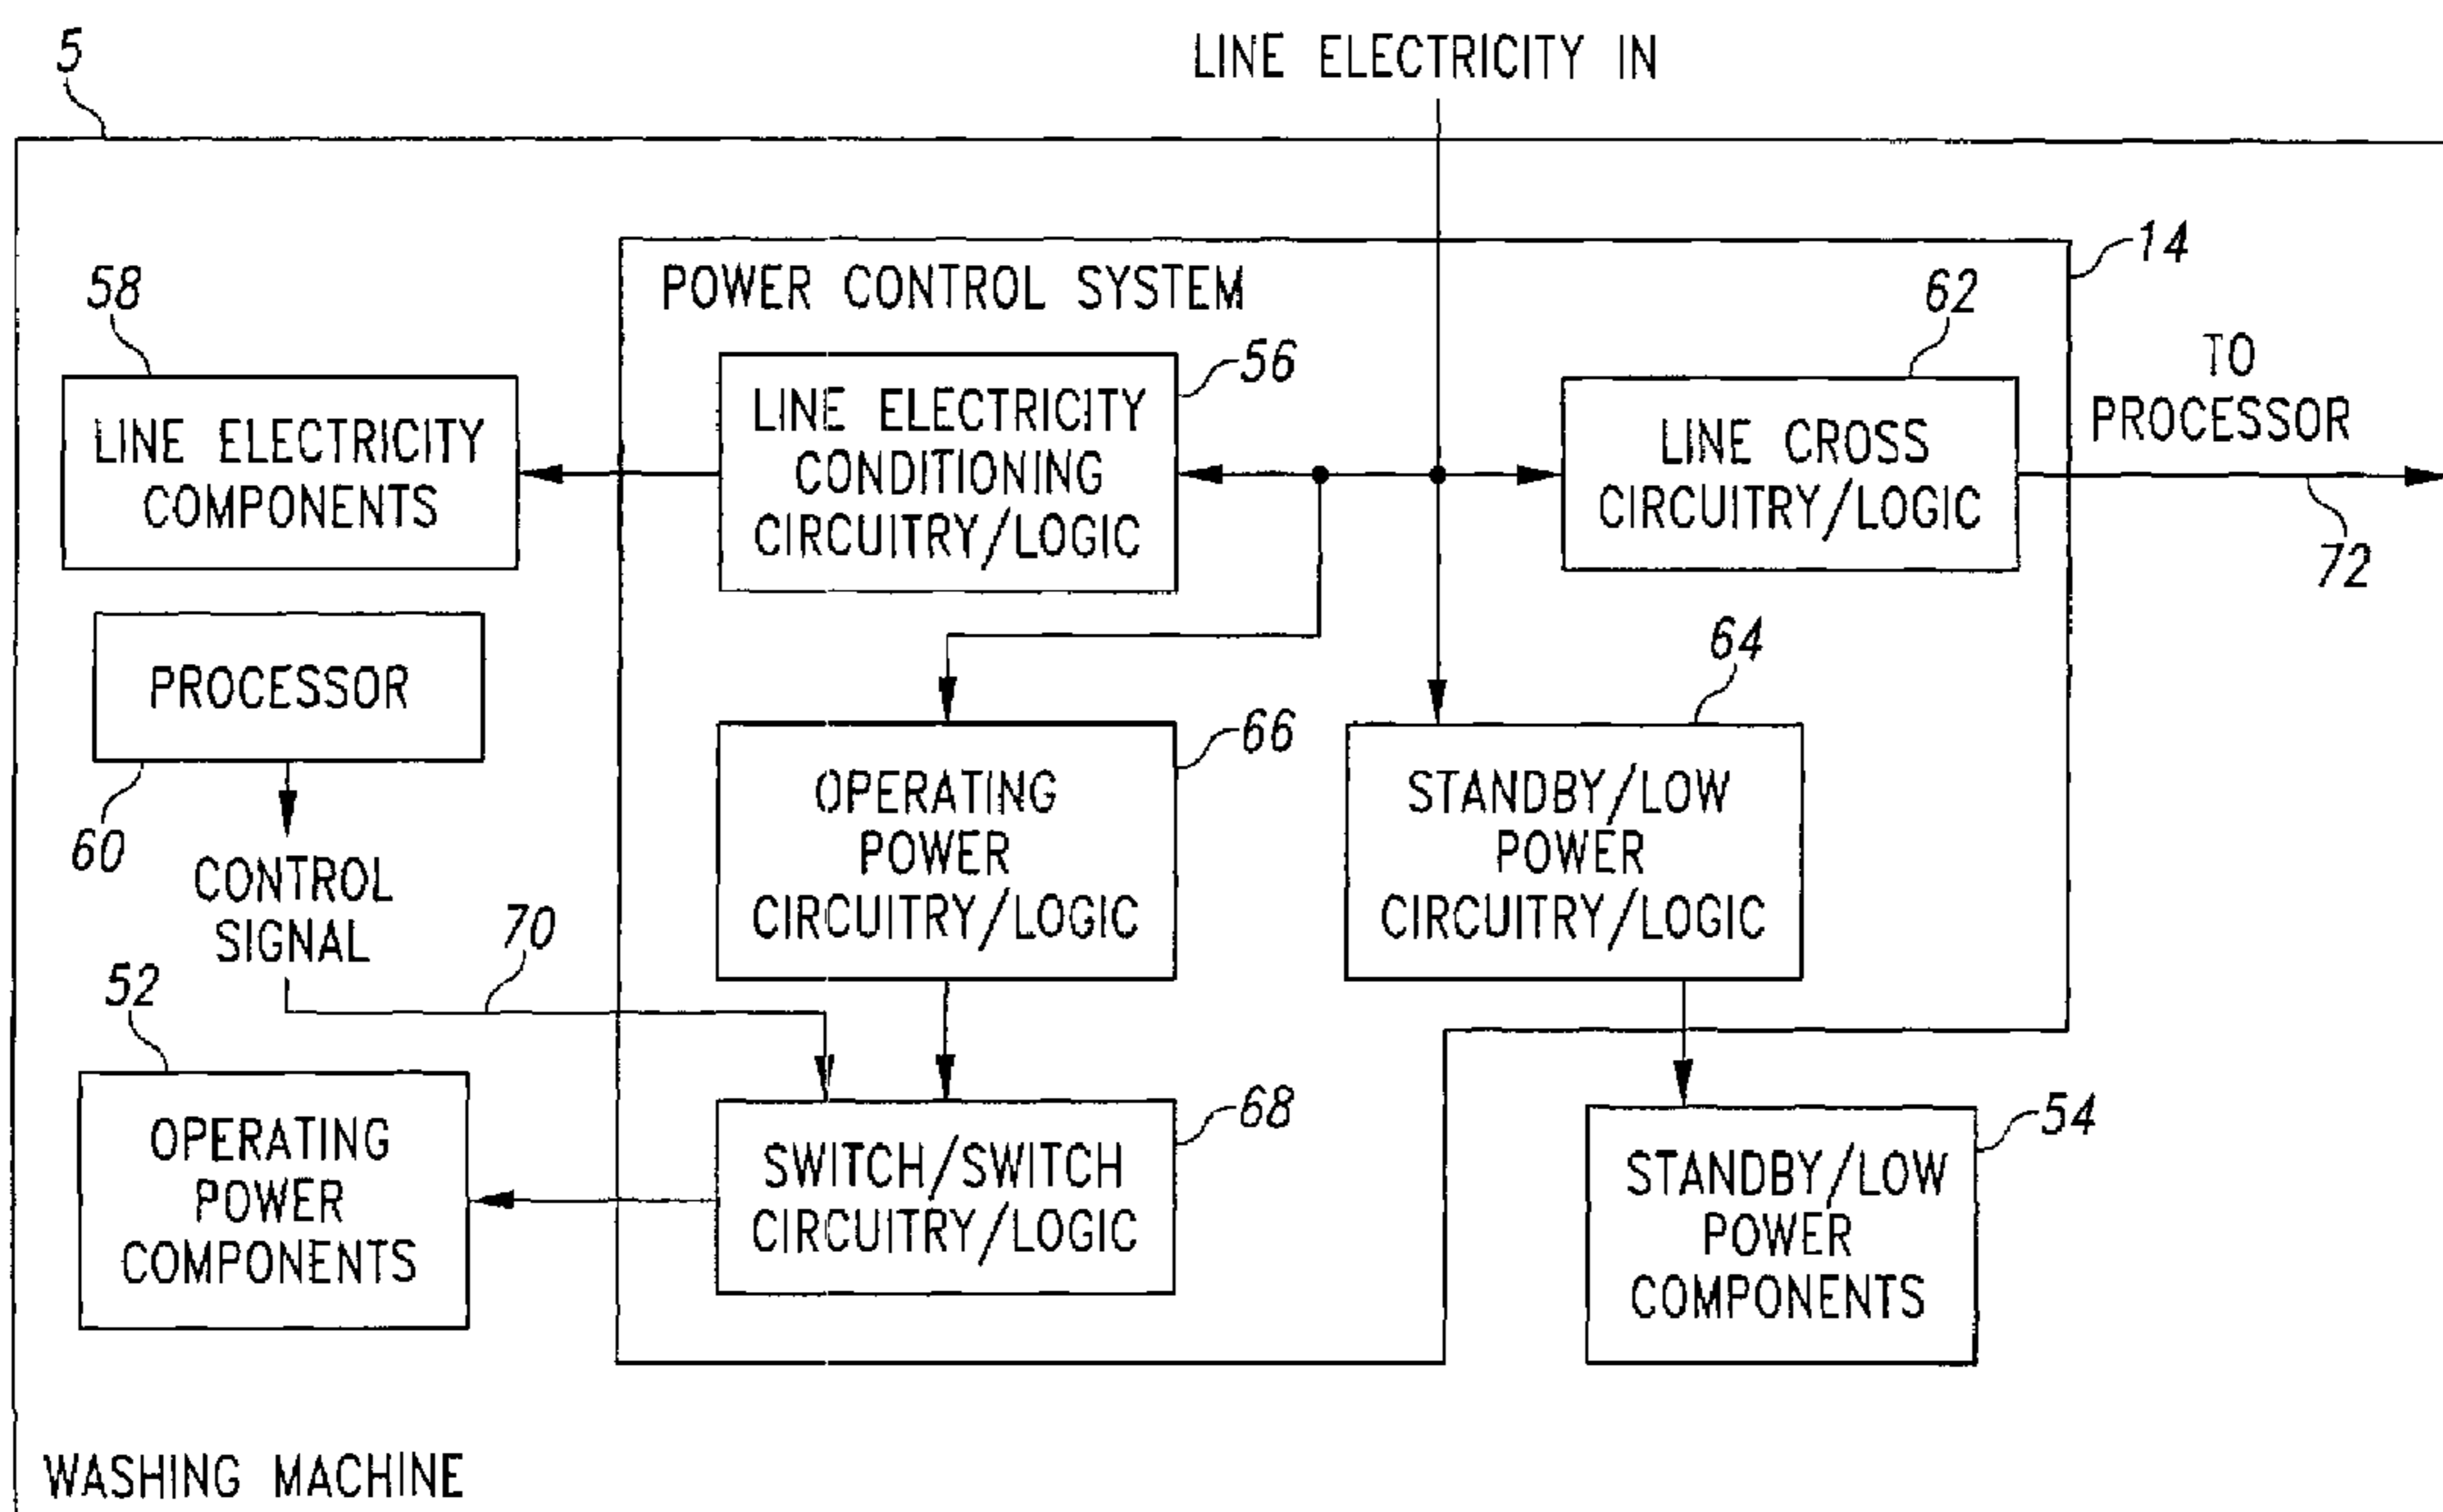 5
LINE ELECTRICITY IN
14
POWER CONTROL SYSTEM
58
62
56
TO
PROCESSOR
LINE ELECTRICITY
COMPONENTS
LINE ELECTRICITY
CONDITIONING
CIRCUITRY/LOGIC
LINE CROSS
CIRCUITRY/LOGIC
72
PROCESSOR
60
64
66
OPERATING
POWER
CIRCUITRY/LOGIC
STANDBY/LOW
POWER
CIRCUITRY/LOGIC
CONTROL
SIGNAL
70
52
OPERATING
POWER
COMPONENTS
68
SWITCH/SWITCH
CIRCUITRY/LOGIC
54
STANDBY/LOW
POWER
COMPONENTS
WASHING MACHINE